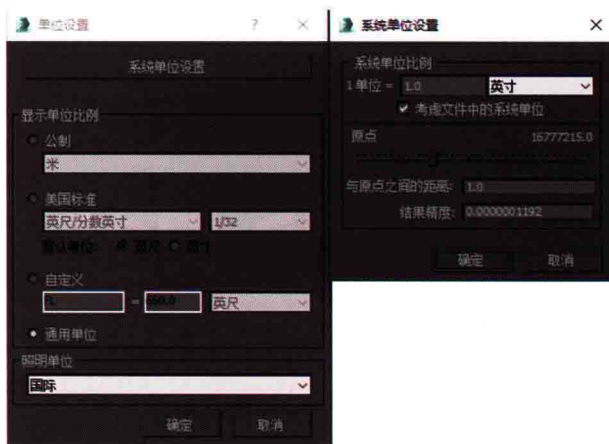 单位设置
系统单位设置
显示单位比例
公制
米
美国标准
英尺/分数英寸 1/32
默认单位: 英尺 英寸
自定义
FL = 660.0 英尺
通用单位
照明单位
国际
确定 取消
系统单位设置
系统单位比例
1 单位 = 1.0 英寸
考虑文件中的系统单位
原点 16777215.0
与原点之间的距离: 1.0
结果精度: 0.0000001192
确定 取消